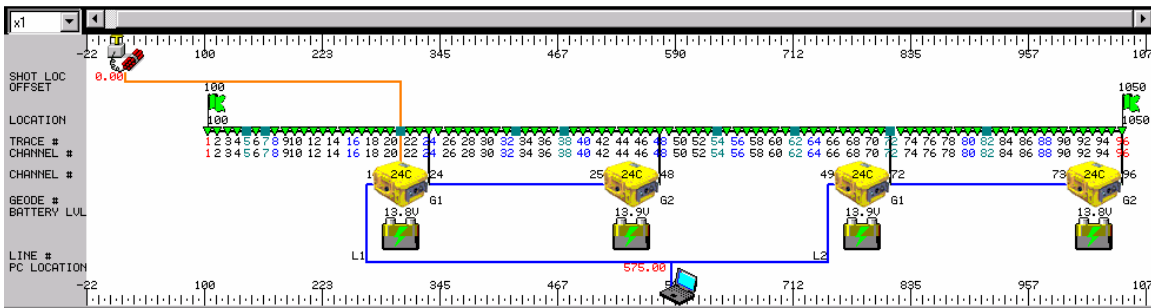 x1
-22 100 223 345 467 590 712 835 957 107
SHOT LOC 0.00
OFFSET
100 1050
LOCATION 100 1050
TRACE # 1 2 3 4 5 6 7 8 9 10 12 14 16 18 20 22 24 26 28 30 32 34 36 38 40 42 44 46 48 50 52 54 56 58 60 62 64 66 68 70 72 74 76 78 80 82 84 86 88 90 92 94 96
CHANNEL # 1 2 3 4 5 6 7 8 9 10 12 14 16 18 20 22 24 26 28 30 32 34 36 38 40 42 44 46 48 50 52 54 56 58 60 62 64 66 68 70 72 74 76 78 80 82 84 86 88 90 92 94 96
CHANNEL # 1 24C 24 25 24C 48 49 24C 72 73 24C 96
GEODE # G1 G2 G1 G2
BATTERY LVL 13.8V 13.9V 13.9V 13.8V
LINE # L1 L2
PC LOCATION 575.00
-22 100 223 345 467 712 835 957 107